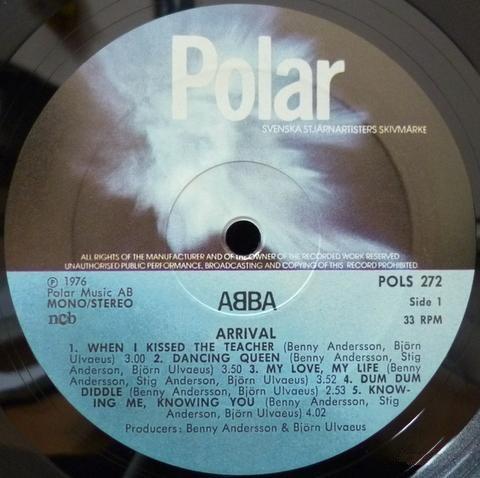 Polar
SVENSKA STJÄRNARTISTERS SKIVMÄRKE
ALL RIGHTS OF THE MANUFACTURER AND OF THE OWNER OF THE RECORDED WORK RESERVED
UNAUTHORISED PUBLIC PERFORMANCE, BROADCASTING AND COPYING OF THIS RECORD PROHIBITED
℗ 1976
Polar Music AB
MONO/STEREO
ncb
POLS 272
Side 1
33 RPM
ABBA
ARRIVAL
1. WHEN I KISSED THE TEACHER (Benny Andersson, Björn
Ulvaeus) 3.00 2. DANCING QUEEN (Benny Andersson, Stig
Anderson, Björn Ulvaeus) 3.50 3. MY LOVE, MY LIFE (Benny
Andersson, Stig Anderson, Björn Ulvaeus) 3.52 4. DUM DUM
DIDDLE (Benny Andersson, Björn Ulvaeus) 2.53 5. KNOW-
ING ME, KNOWING YOU (Benny Andersson, Stig
Anderson, Björn Ulvaeus) 4.02
Producers: Benny Andersson & Björn Ulvaeus